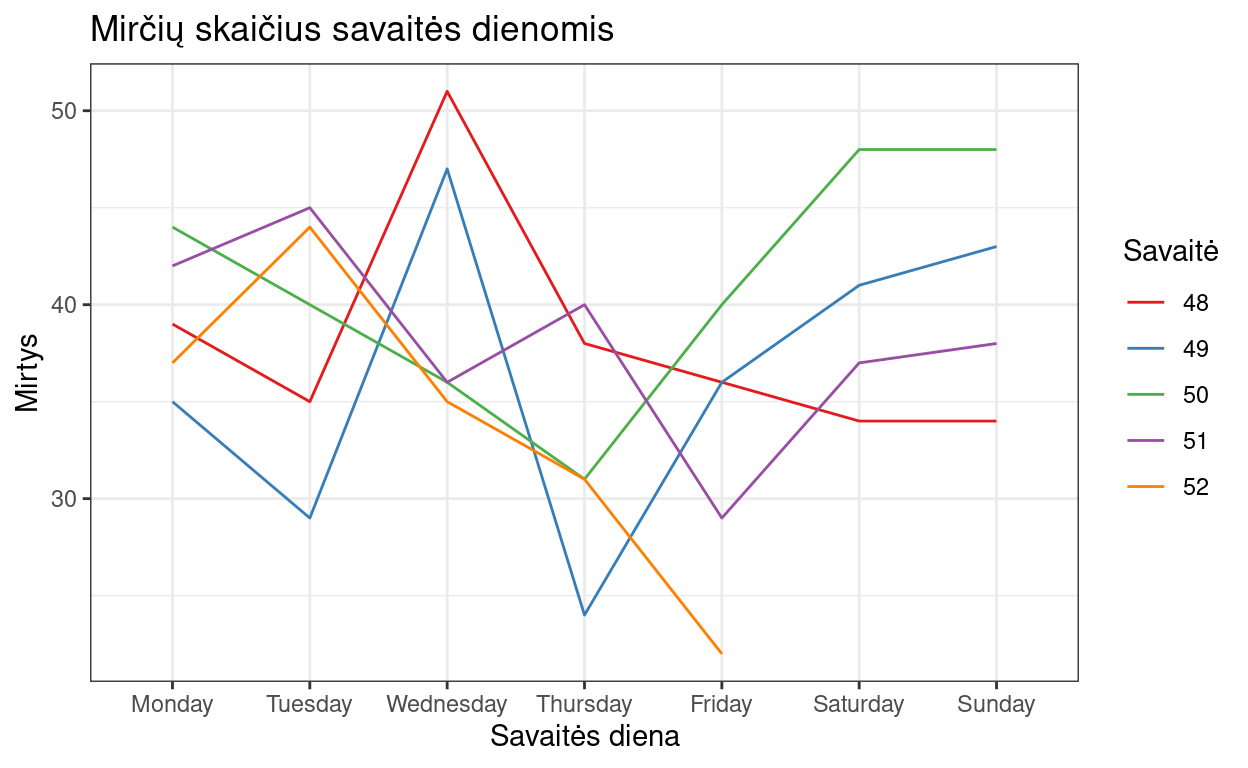 Mirčių skaičius savaitės dienomis
50
40
30
Mirtys
Monday Tuesday Wednesday Thursday Friday Saturday Sunday
Savaitės diena
Savaitė
48
49
50
51
52